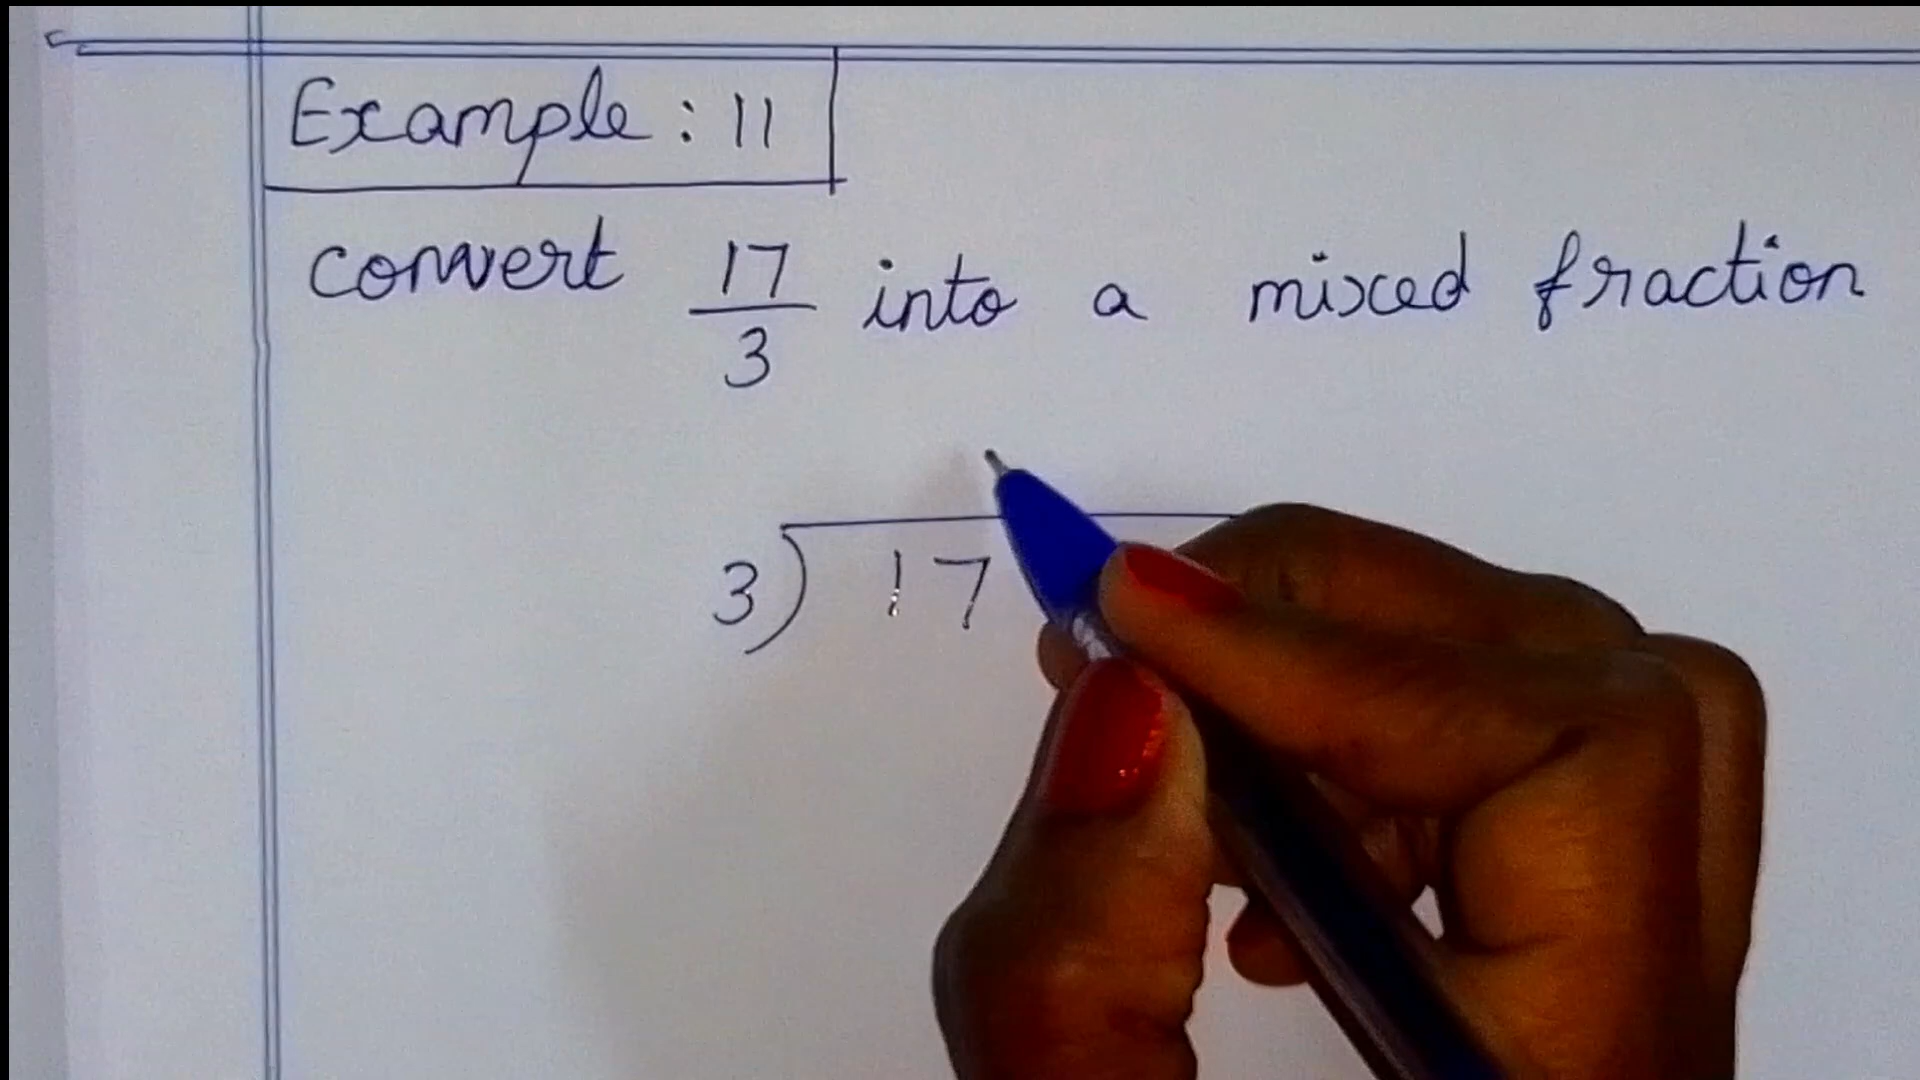 Example : 11
convert 17/3 into a mixed fraction
3) 17